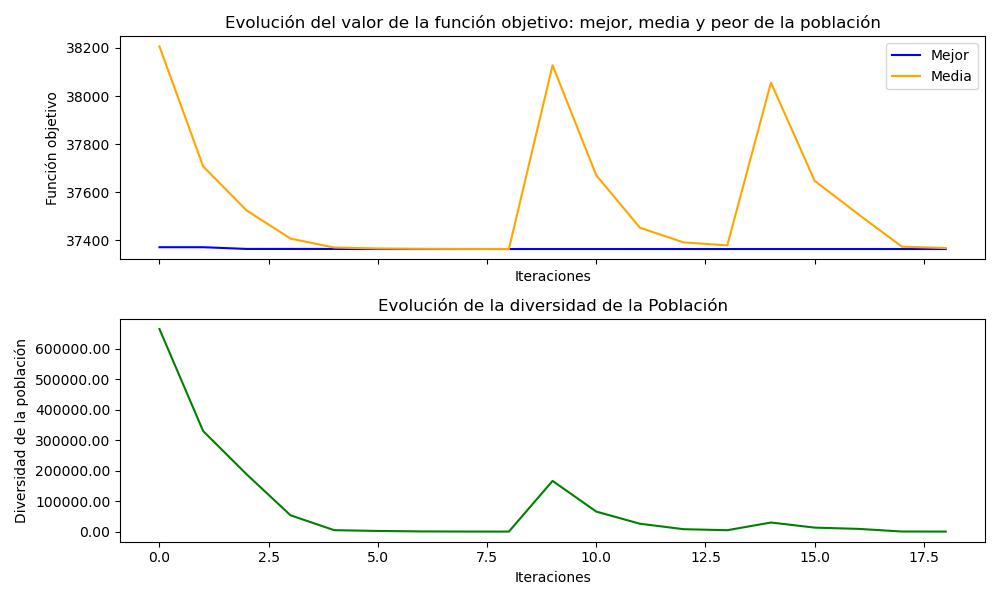 Evolución del valor de la función objetivo: mejor, media y peor de la población
38200
38000
37800
37600
37400
Función objetivo
Mejor
Media
Iteraciones
Evolución de la diversidad de la Población
600000.00
500000.00
400000.00
300000.00
200000.00
100000.00
0.00
Diversidad de la población
0.0 2.5 5.0 7.5 10.0 12.5 15.0 17.5
Iteraciones